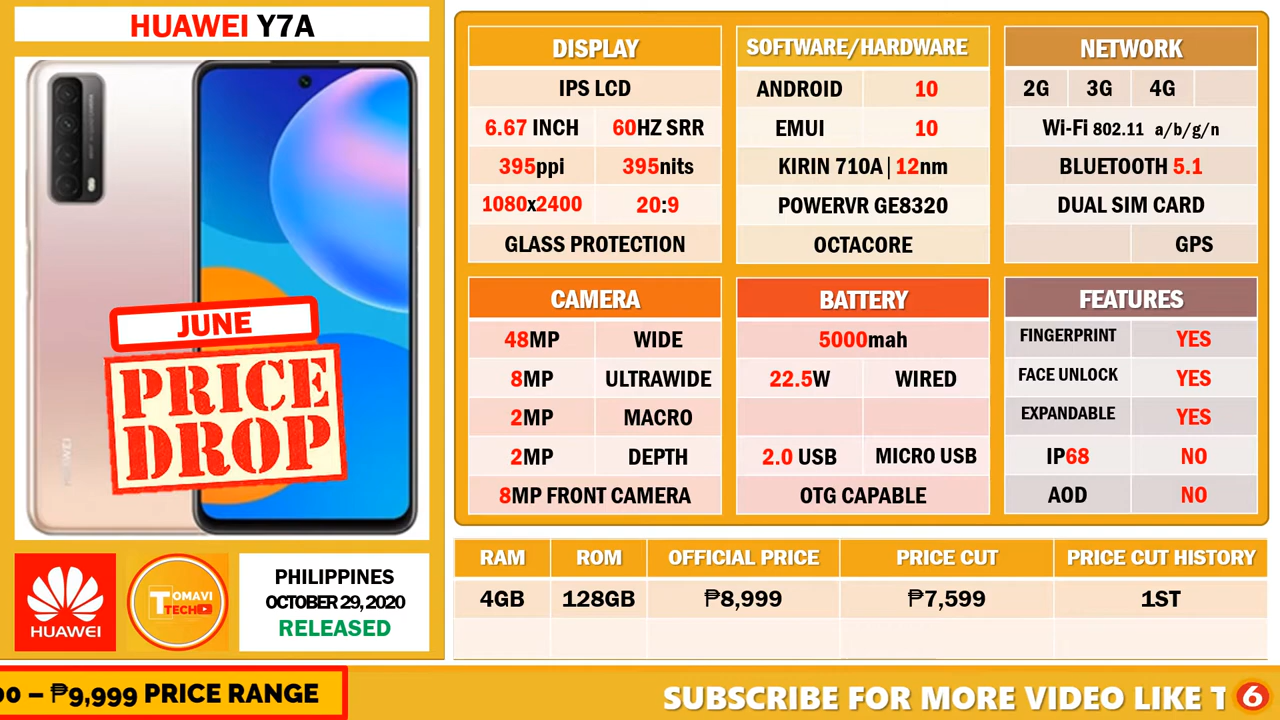 HUAWEI Y7A
HUAWEI
JUNE
PRICE
DROP
HUAWEI
TOMAVI
TECH
PHILIPPINES
OCTOBER 29, 2020
RELEASED
DISPLAY
IPS LCD
6.67 INCH 60HZ SRR
395ppi 395nits
1080x2400 20:9
GLASS PROTECTION
SOFTWARE/HARDWARE
ANDROID 10
EMUI 10
KIRIN 710A|12nm
POWERVR GE8320
OCTACORE
NETWORK
2G 3G 4G
Wi-Fi 802.11 a/b/g/n
BLUETOOTH 5.1
DUAL SIM CARD
GPS
CAMERA
48MP WIDE
8MP ULTRAWIDE
2MP MACRO
2MP DEPTH
8MP FRONT CAMERA
BATTERY
5000mah
22.5W WIRED
2.0 USB MICRO USB
OTG CAPABLE
FEATURES
FINGERPRINT YES
FACE UNLOCK YES
EXPANDABLE YES
IP68 NO
AOD NO
RAM ROM OFFICIAL PRICE PRICE CUT PRICE CUT HISTORY
4GB 128GB ₱8,999 ₱7,599 1ST
00 – ₱9,999 PRICE RANGE
SUBSCRIBE FOR MORE VIDEO LIKE T
6